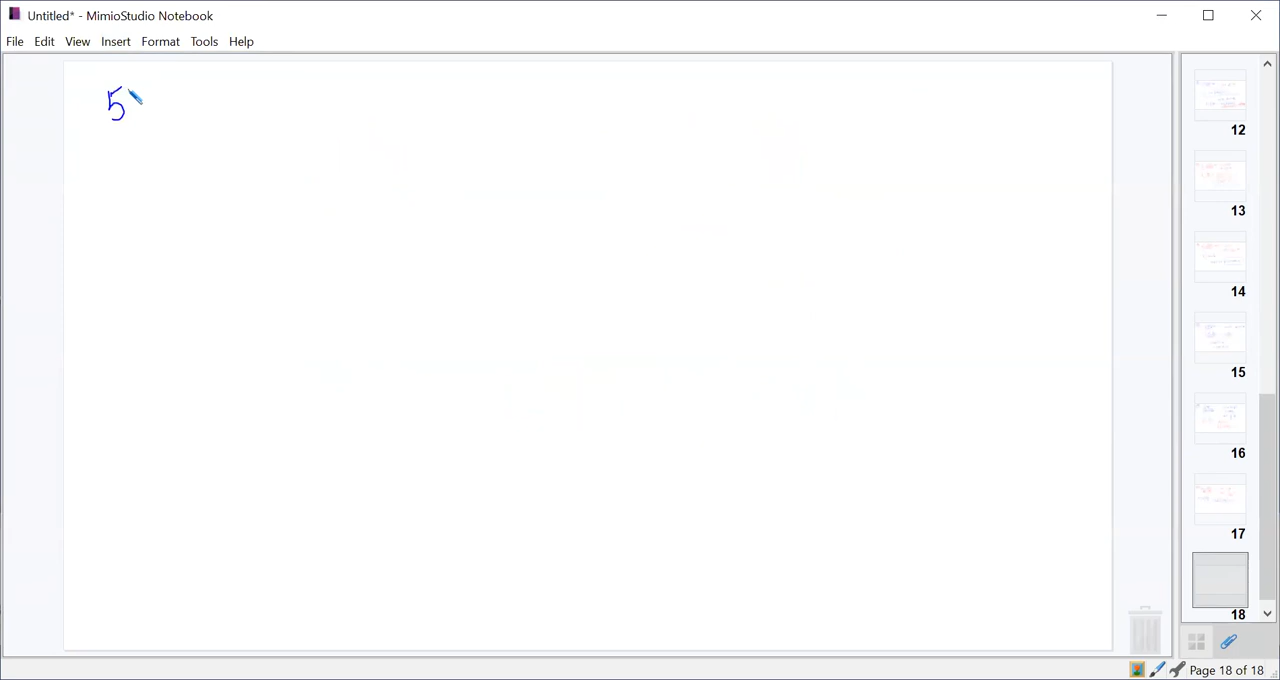 Untitled* - MimioStudio Notebook
File Edit View Insert Format Tools Help
5
12
13
14
15
16
17
18
Page 18 of 18